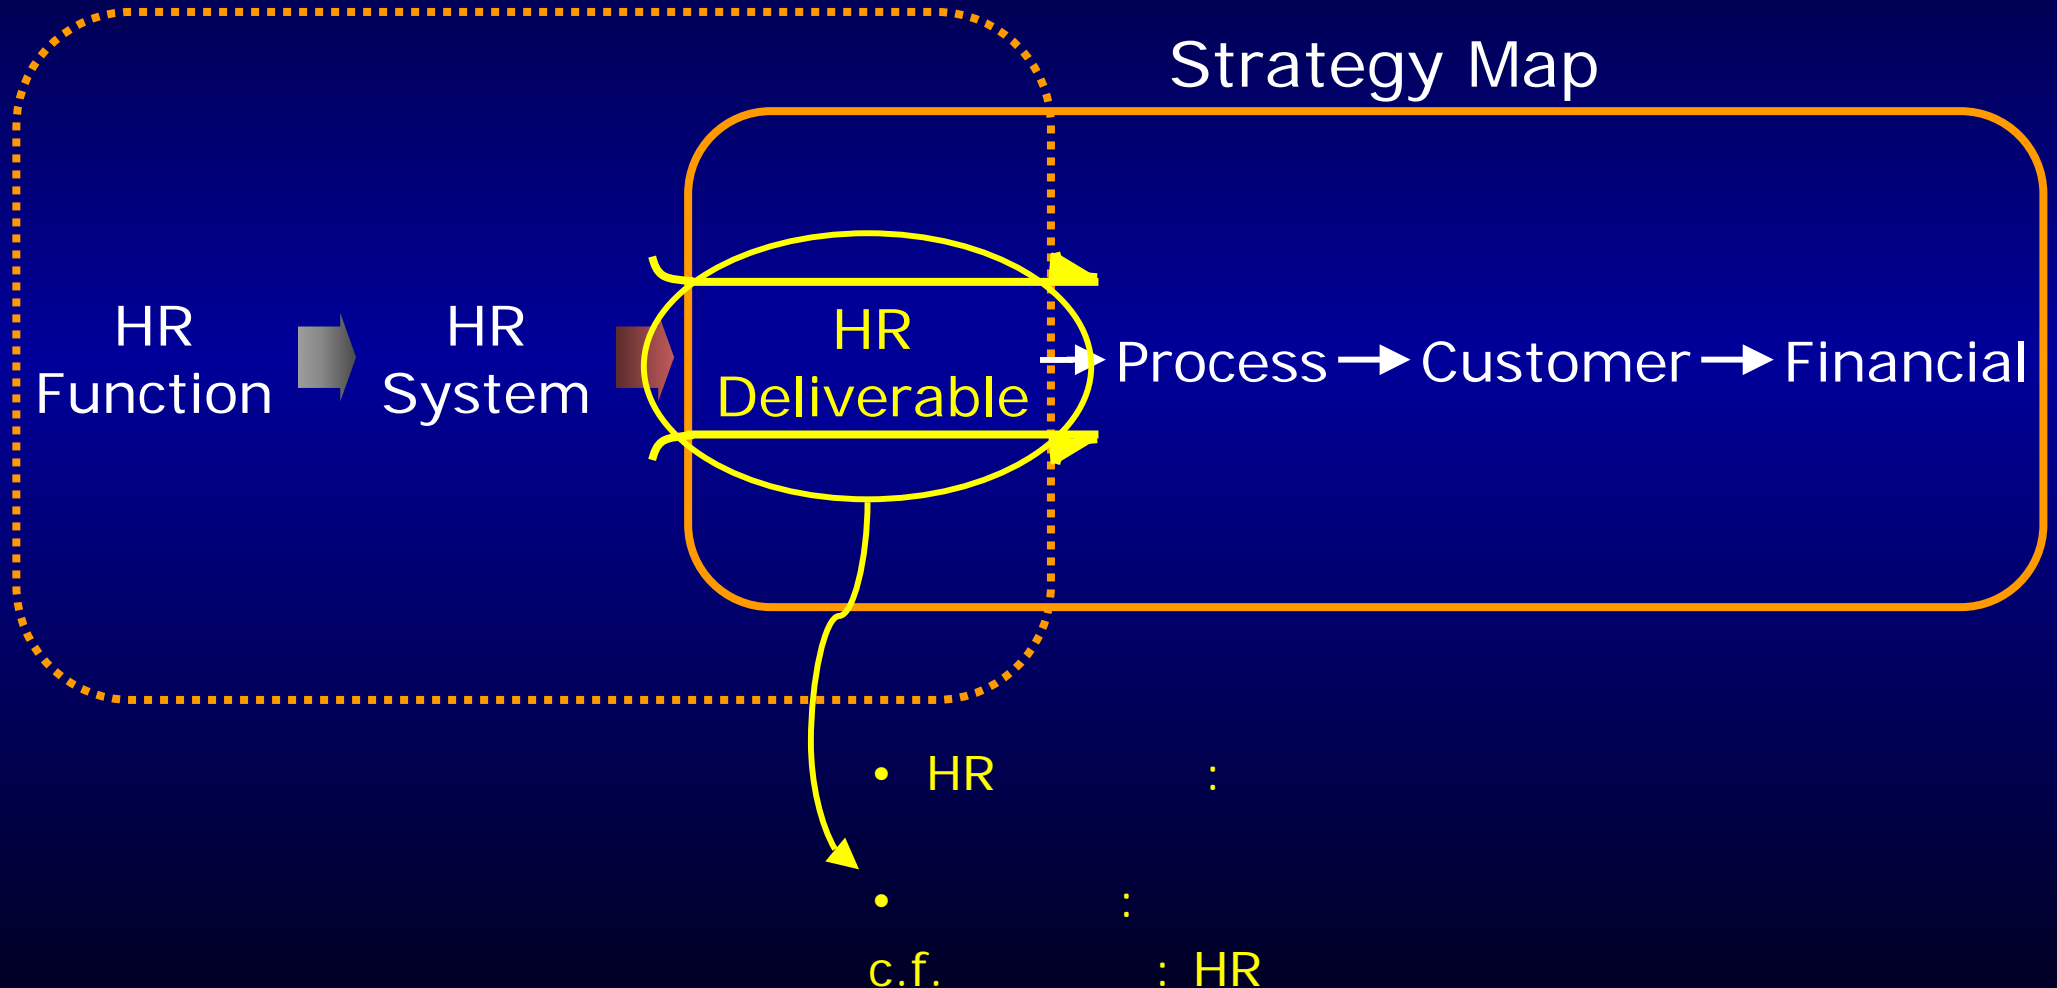 Strategy Map
HR
Function
HR
System
HR
Deliverable
Process
Customer
Financial
• HR :
• :
c.f. : HR